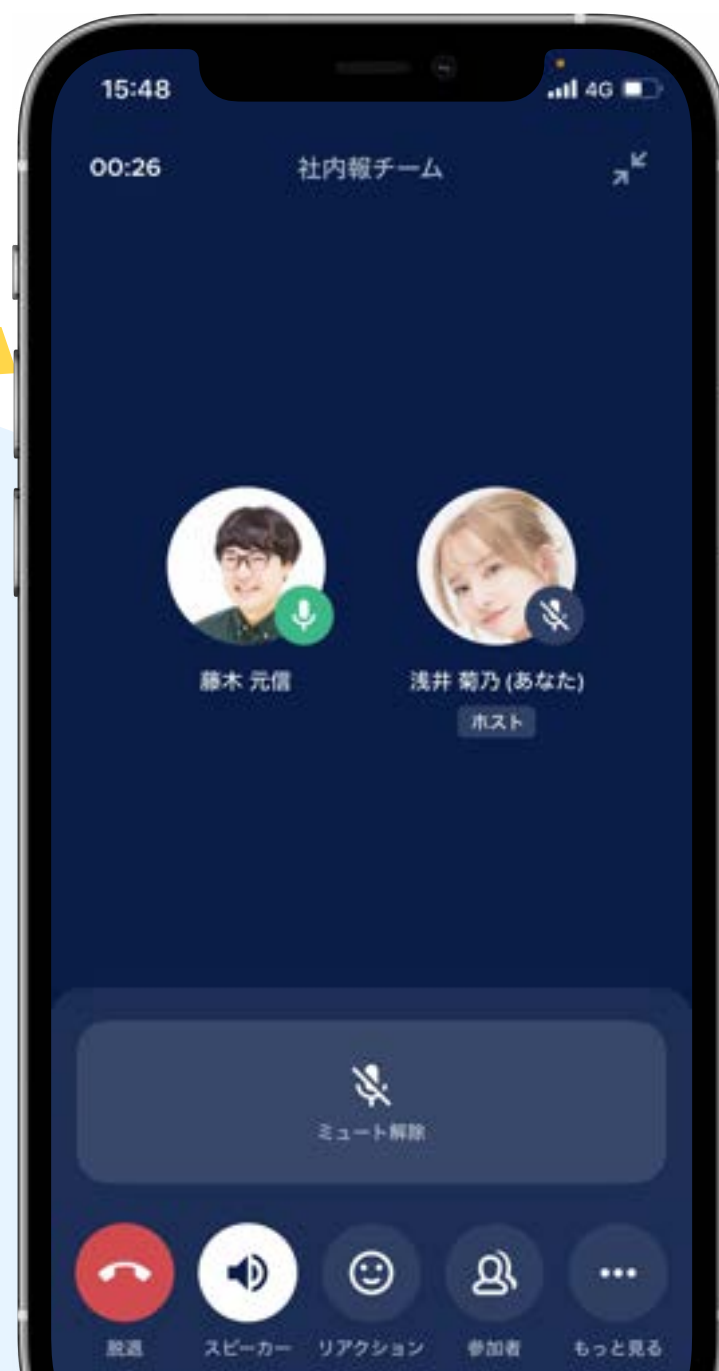 15:48
4G
00:26 社内報チーム
藤木 元信
浅井 菊乃 (あなた)
ホスト
ミュート解除
脱退 スピーカー リアクション 参加者 もっと見る